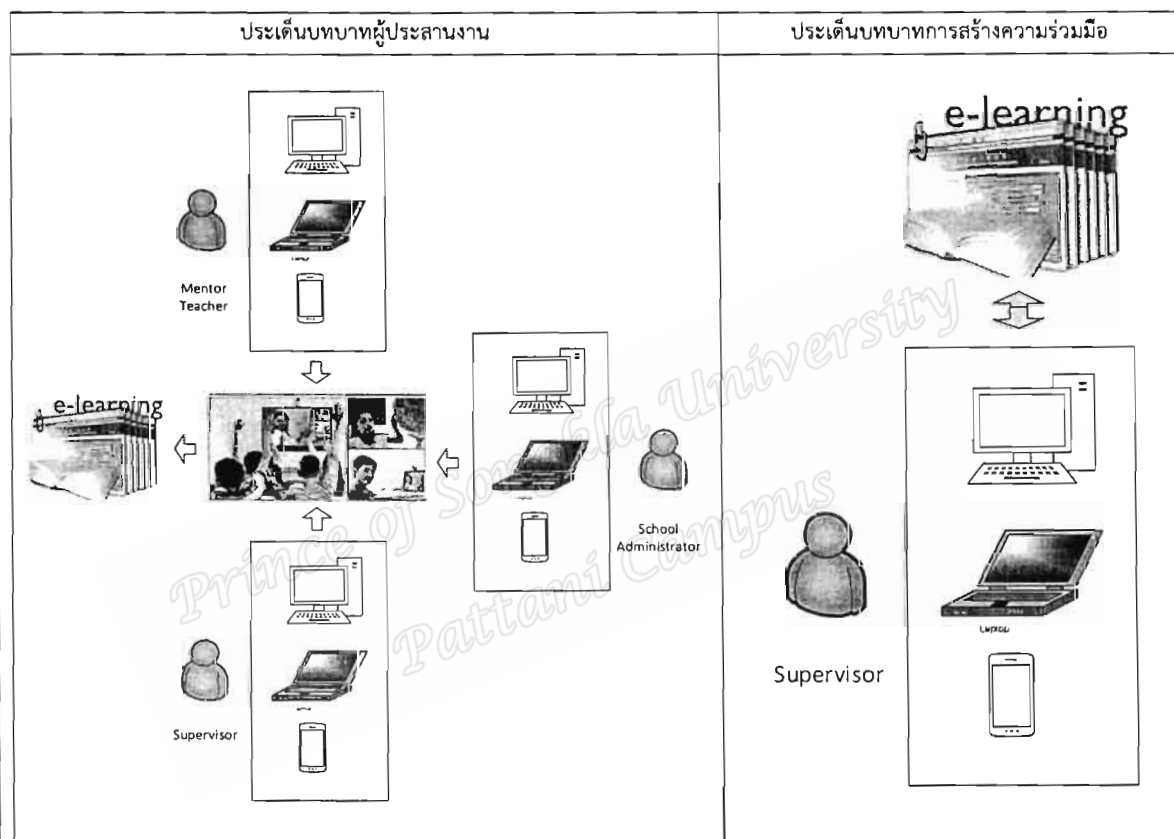 ประเด็นบทบาทผู้ประสานงาน
ประเด็นบทบาทการสร้างความร่วมมือ
e-learning
Mentor
Teacher
e-learning
School
Administrator
Supervisor
Laptop
Supervisor
Prince of Songkla University
Pattani Campus